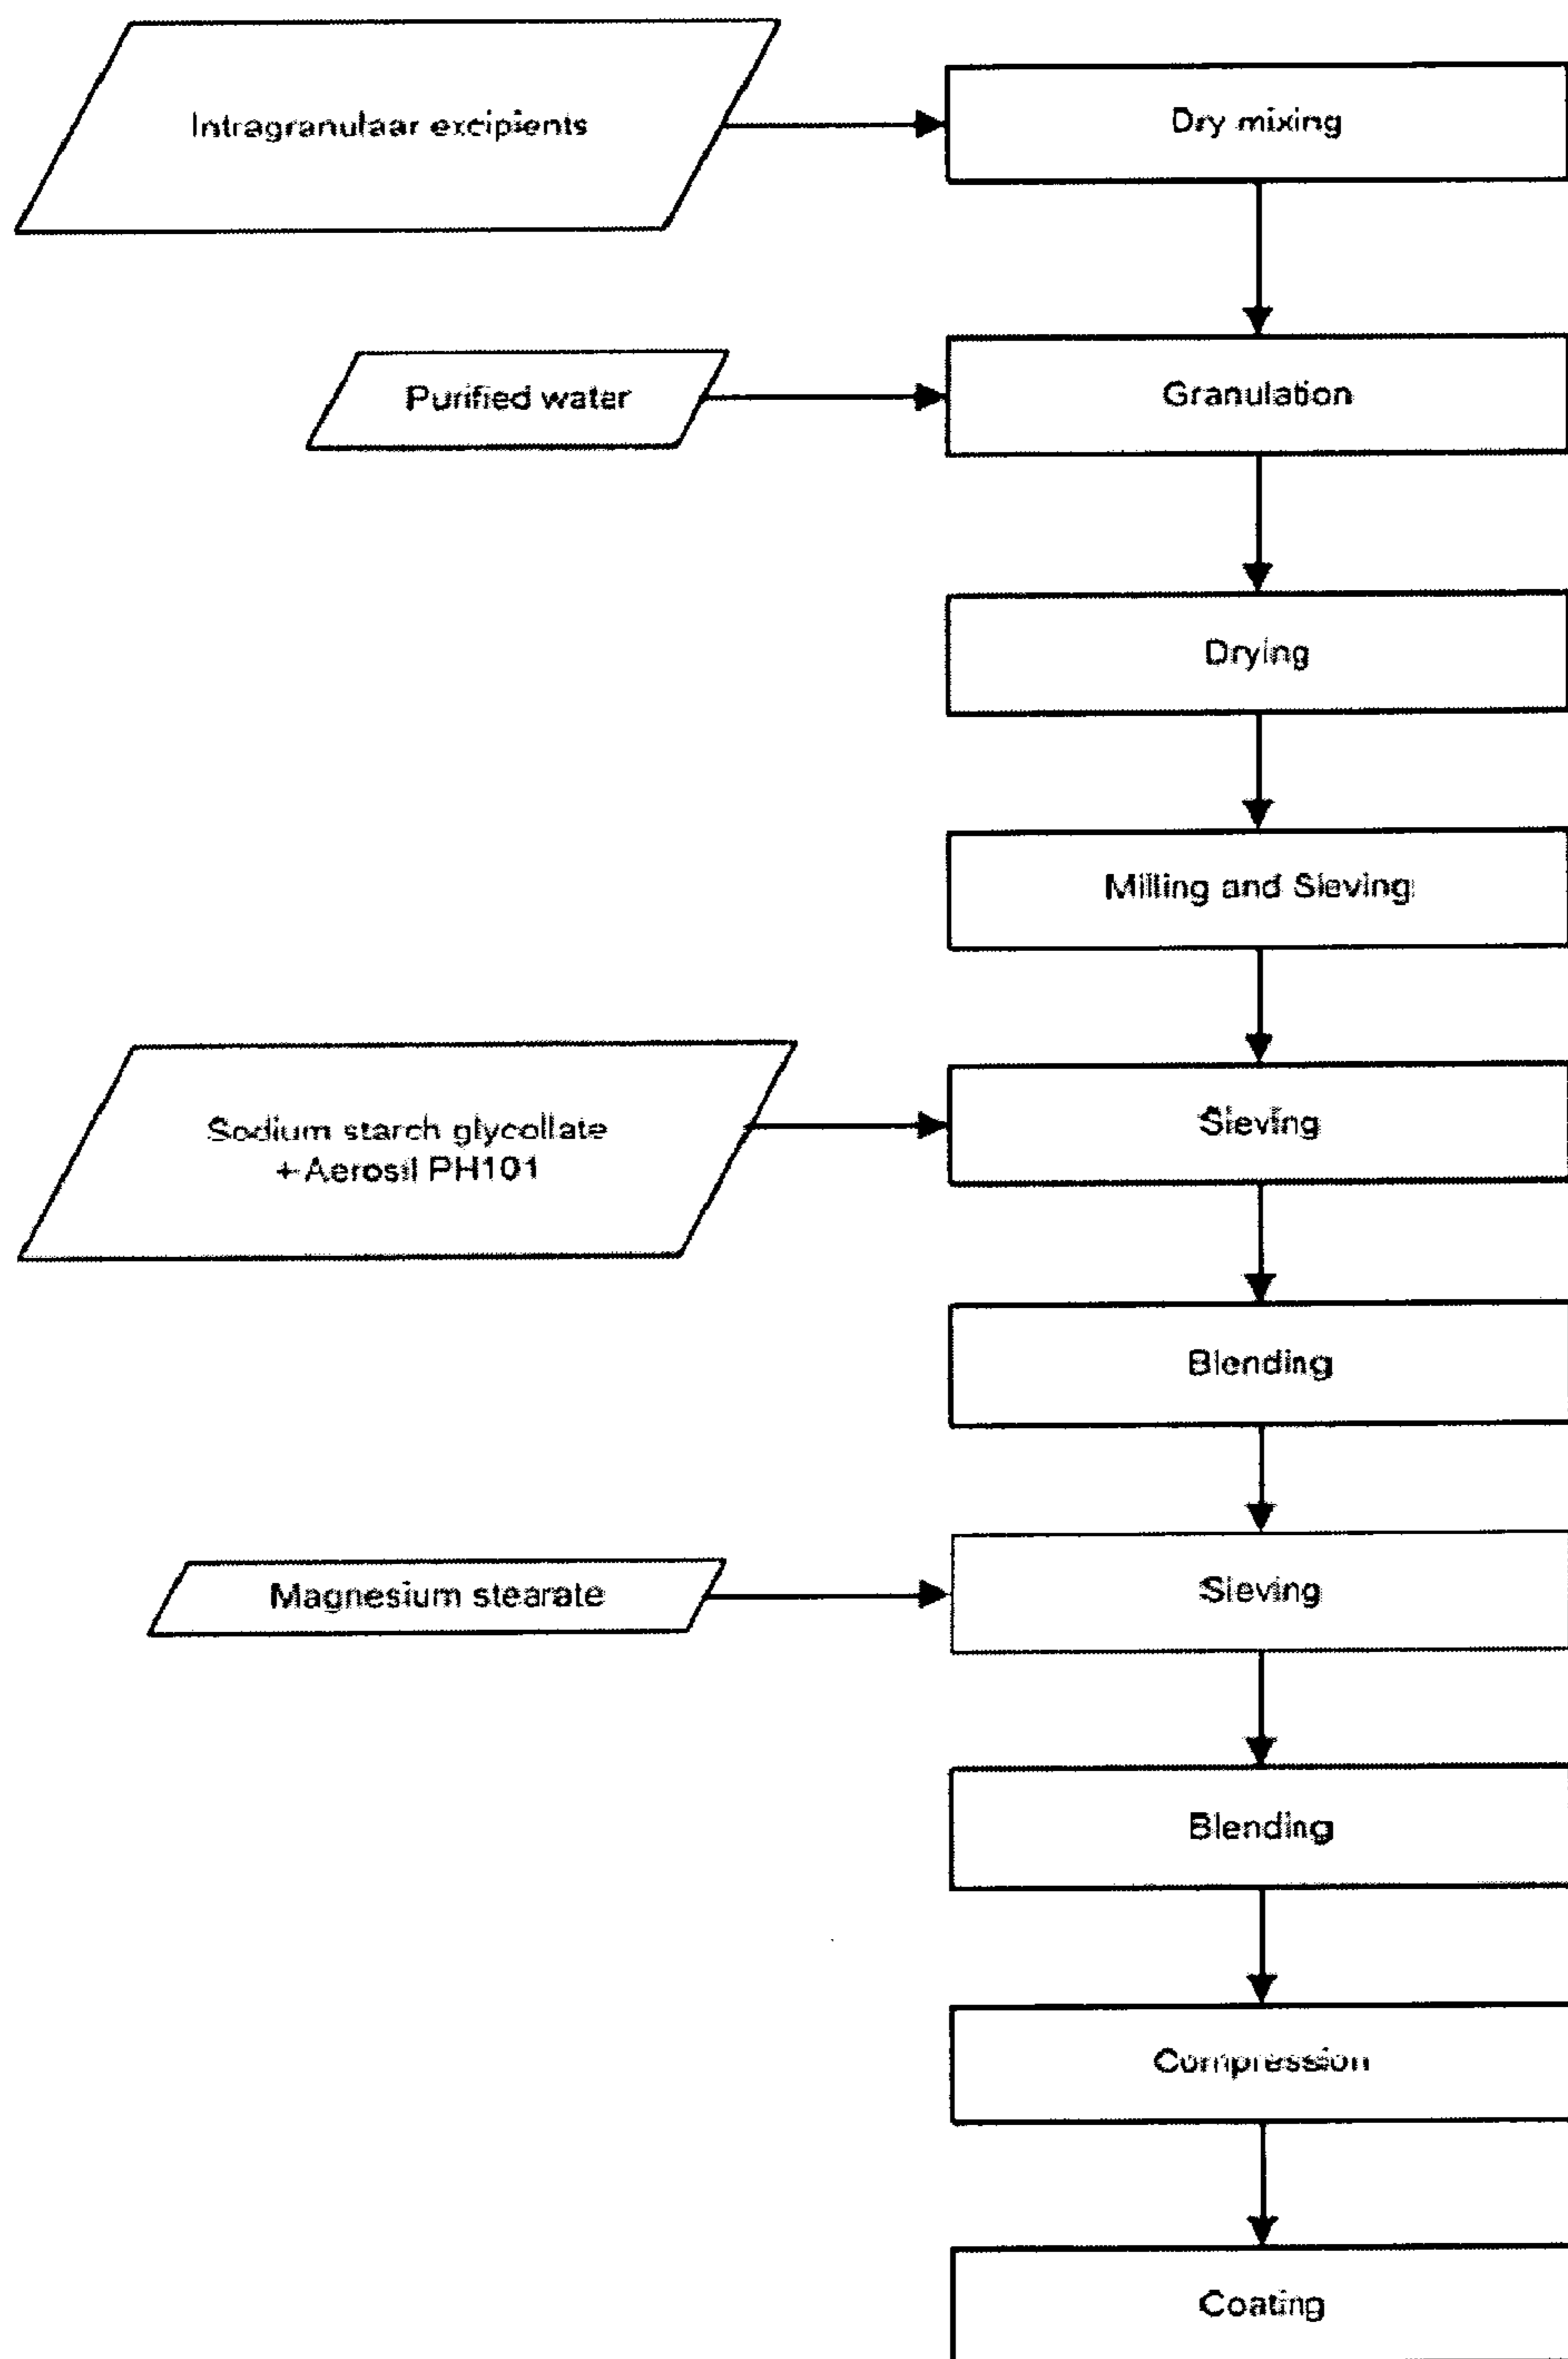 Intragranulaar excipients
Dry mixing
Purified water
Granulation
Drying
Milling and Sieving
Sodium starch glycollate
+Aerosil PH101
Sieving
Blending
Magnesium stearate
Sieving
Blending
Compression
Coating